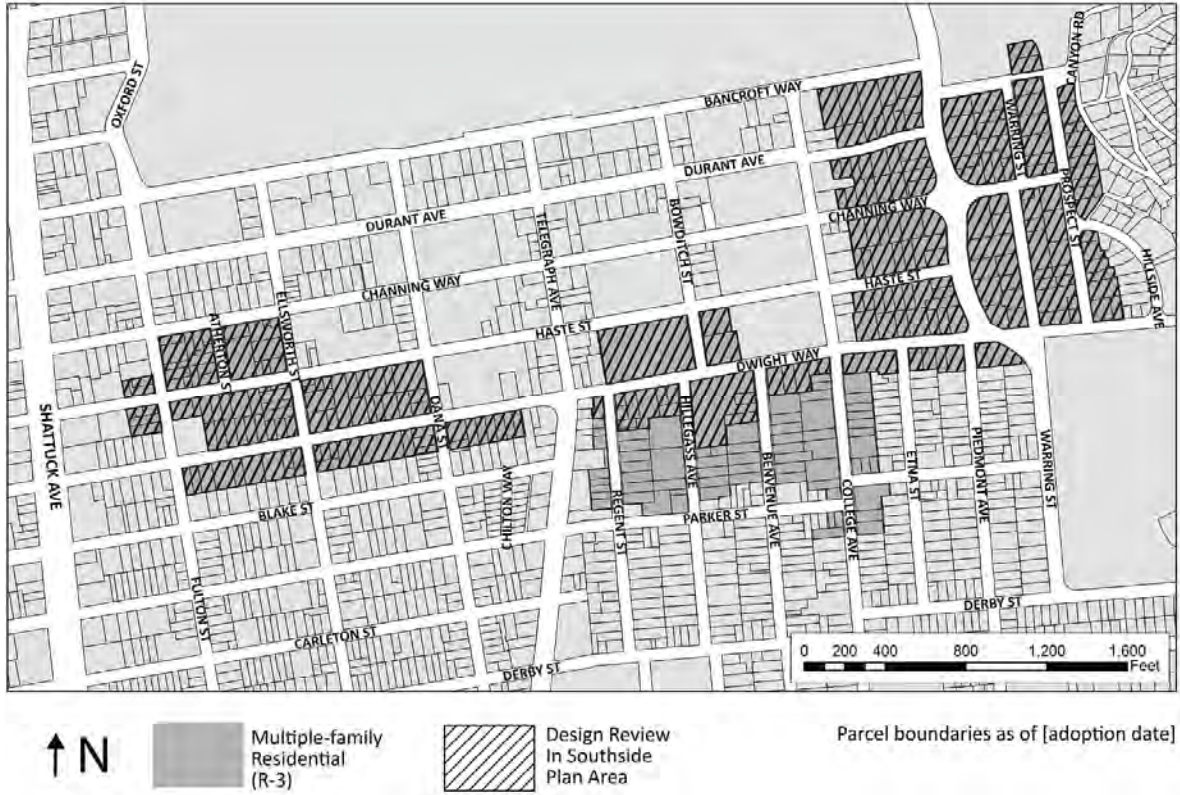 OXFORD ST
CANYON RD
BANCROFT WAY
WARRING ST
DURANT AVE
PROSPECT ST
BOWDITCH ST
CHANNING WAY
DURANT AVE
TELEGRAPH AVE
HILLSIDE AVE
HASTE ST
CHANNING WAY
ELLSWORTH ST
ATHERTON ST
HASTE ST
DWIGHT WAY
SHATTUCK AVE
DANA ST
HILLEGASS AVE
BENVENUE AVE
COLLEGE AVE
ETNA ST
PIEDMONT AVE
WARRING ST
CHILTON WAY
REGENT ST
BLAKE ST
PARKER ST
FULTON ST
DERBY ST
CARLETON ST
DERBY ST
0 200 400 800 1,200 1,600
Feet
N
Multiple-family
Residential
(R-3)
Design Review
In Southside
Plan Area
Parcel boundaries as of [adoption date]